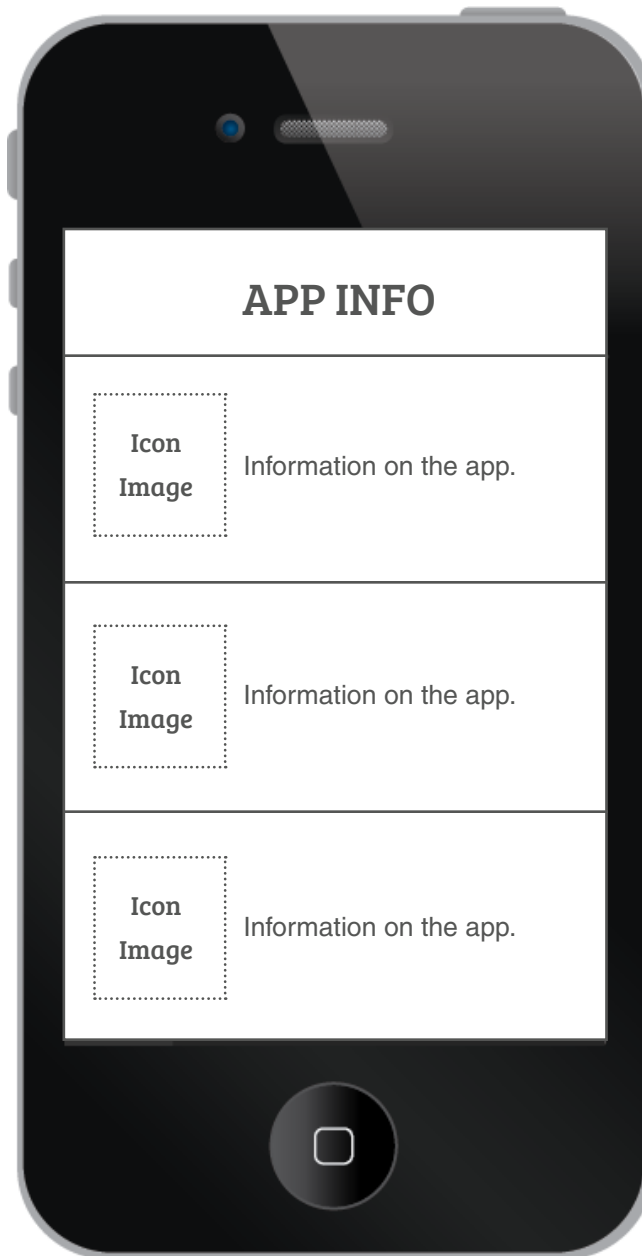 APP INFO
Icon
Image
Information on the app.
Icon
Image
Information on the app.
Icon
Image
Information on the app.